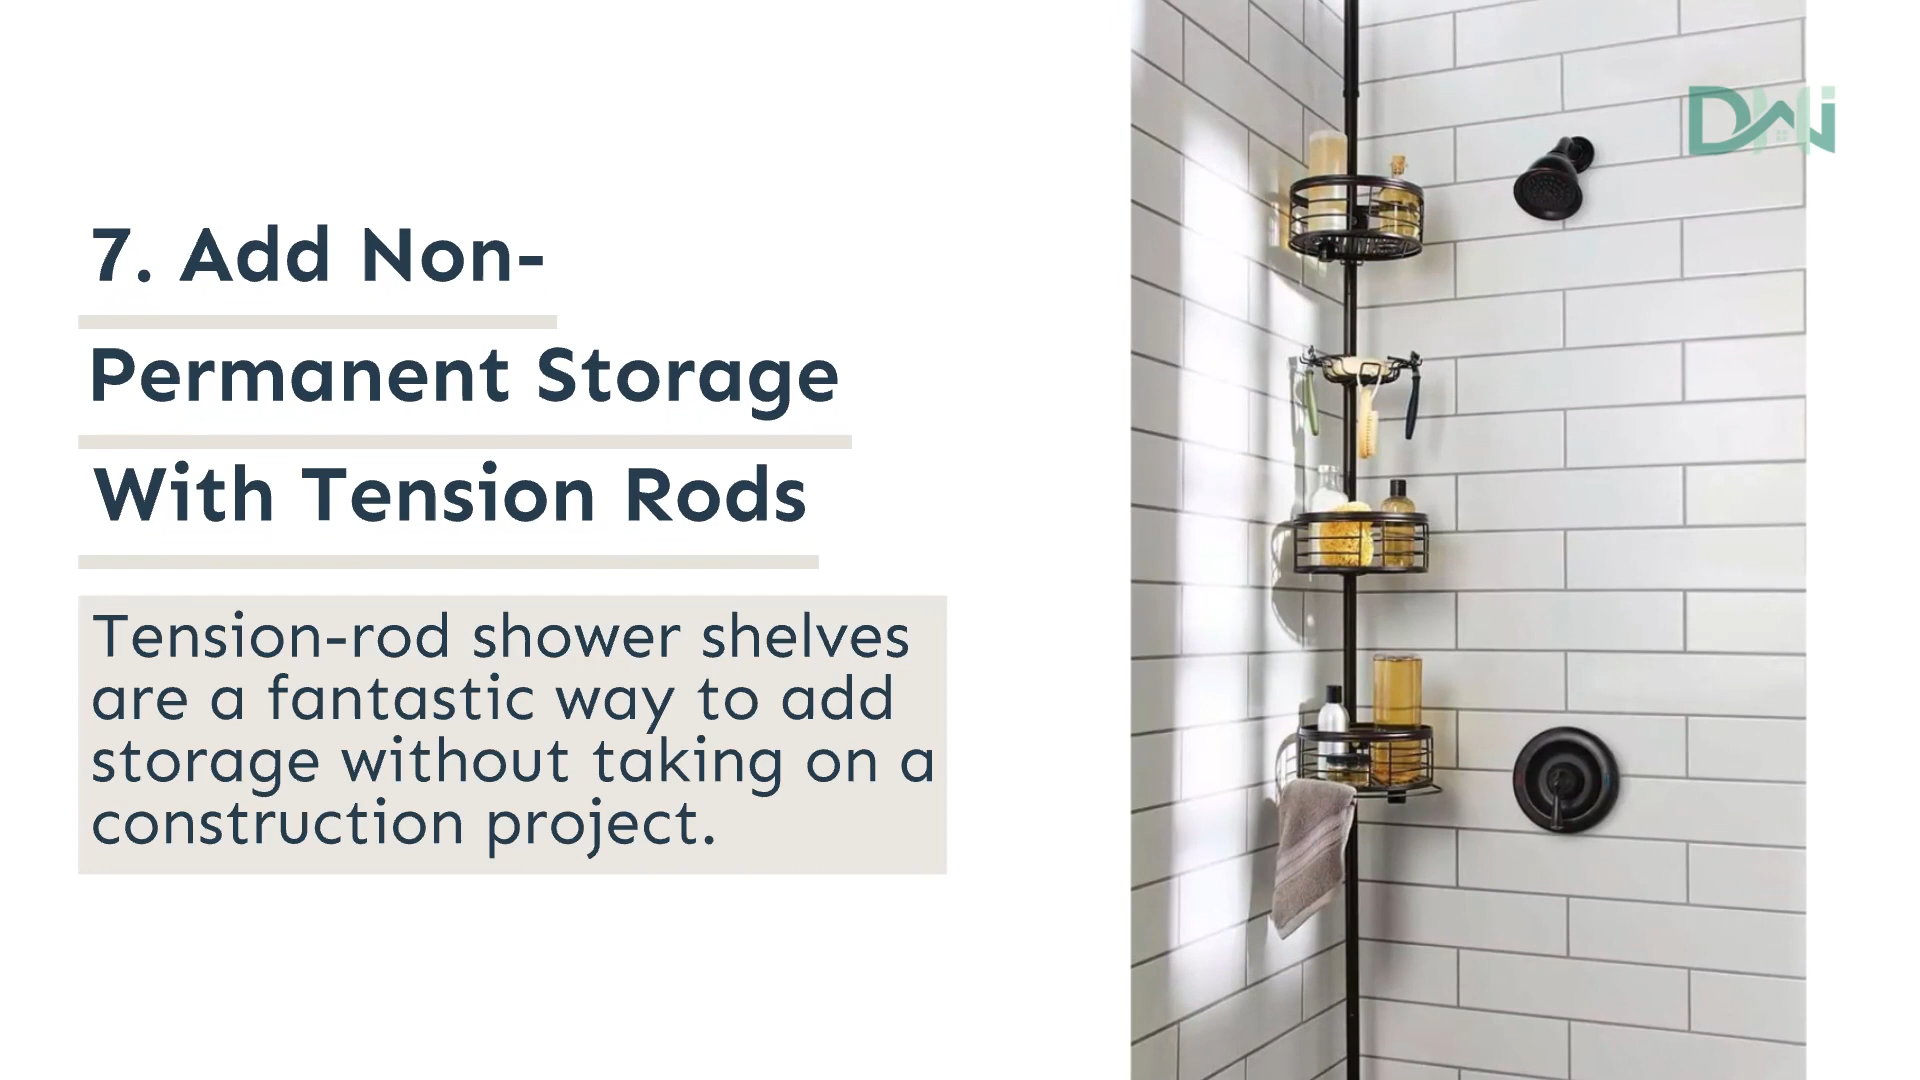 7. Add Non-
Permanent Storage
With Tension Rods
Tension-rod shower shelves
are a fantastic way to add
storage without taking on a
construction project.